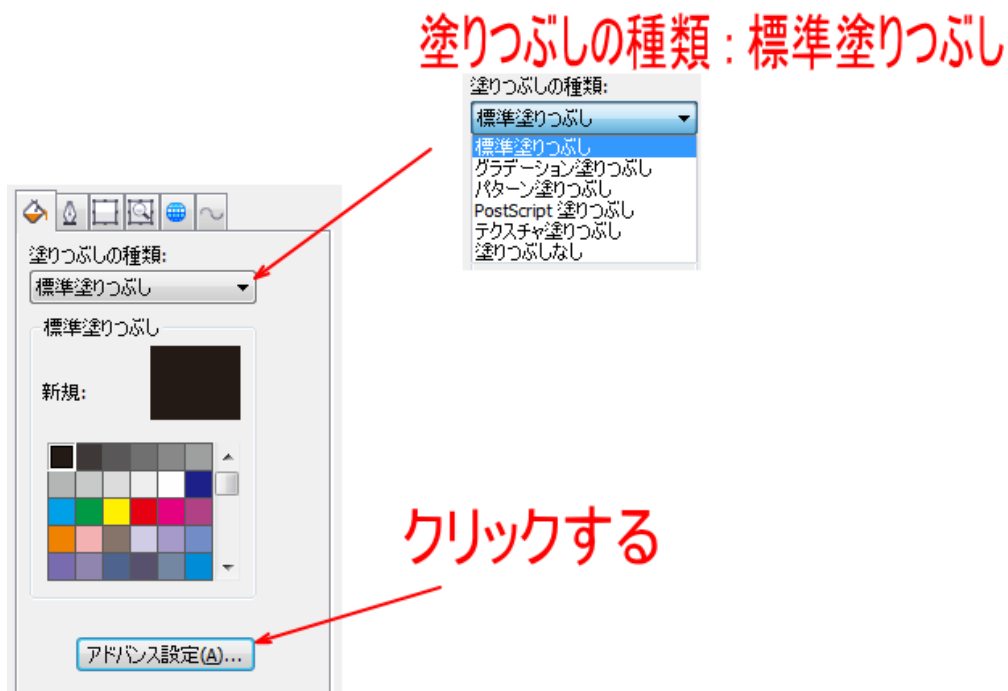 塗りつぶしの種類：標準塗りつぶし
塗りつぶしの種類:
標準塗りつぶし
標準塗りつぶし
グラデーション塗りつぶし
パターン塗りつぶし
PostScript 塗りつぶし
テクスチャ塗りつぶし
塗りつぶしなし
塗りつぶしの種類:
標準塗りつぶし
標準塗りつぶし
新規:
クリックする
アドバンス設定(A)...